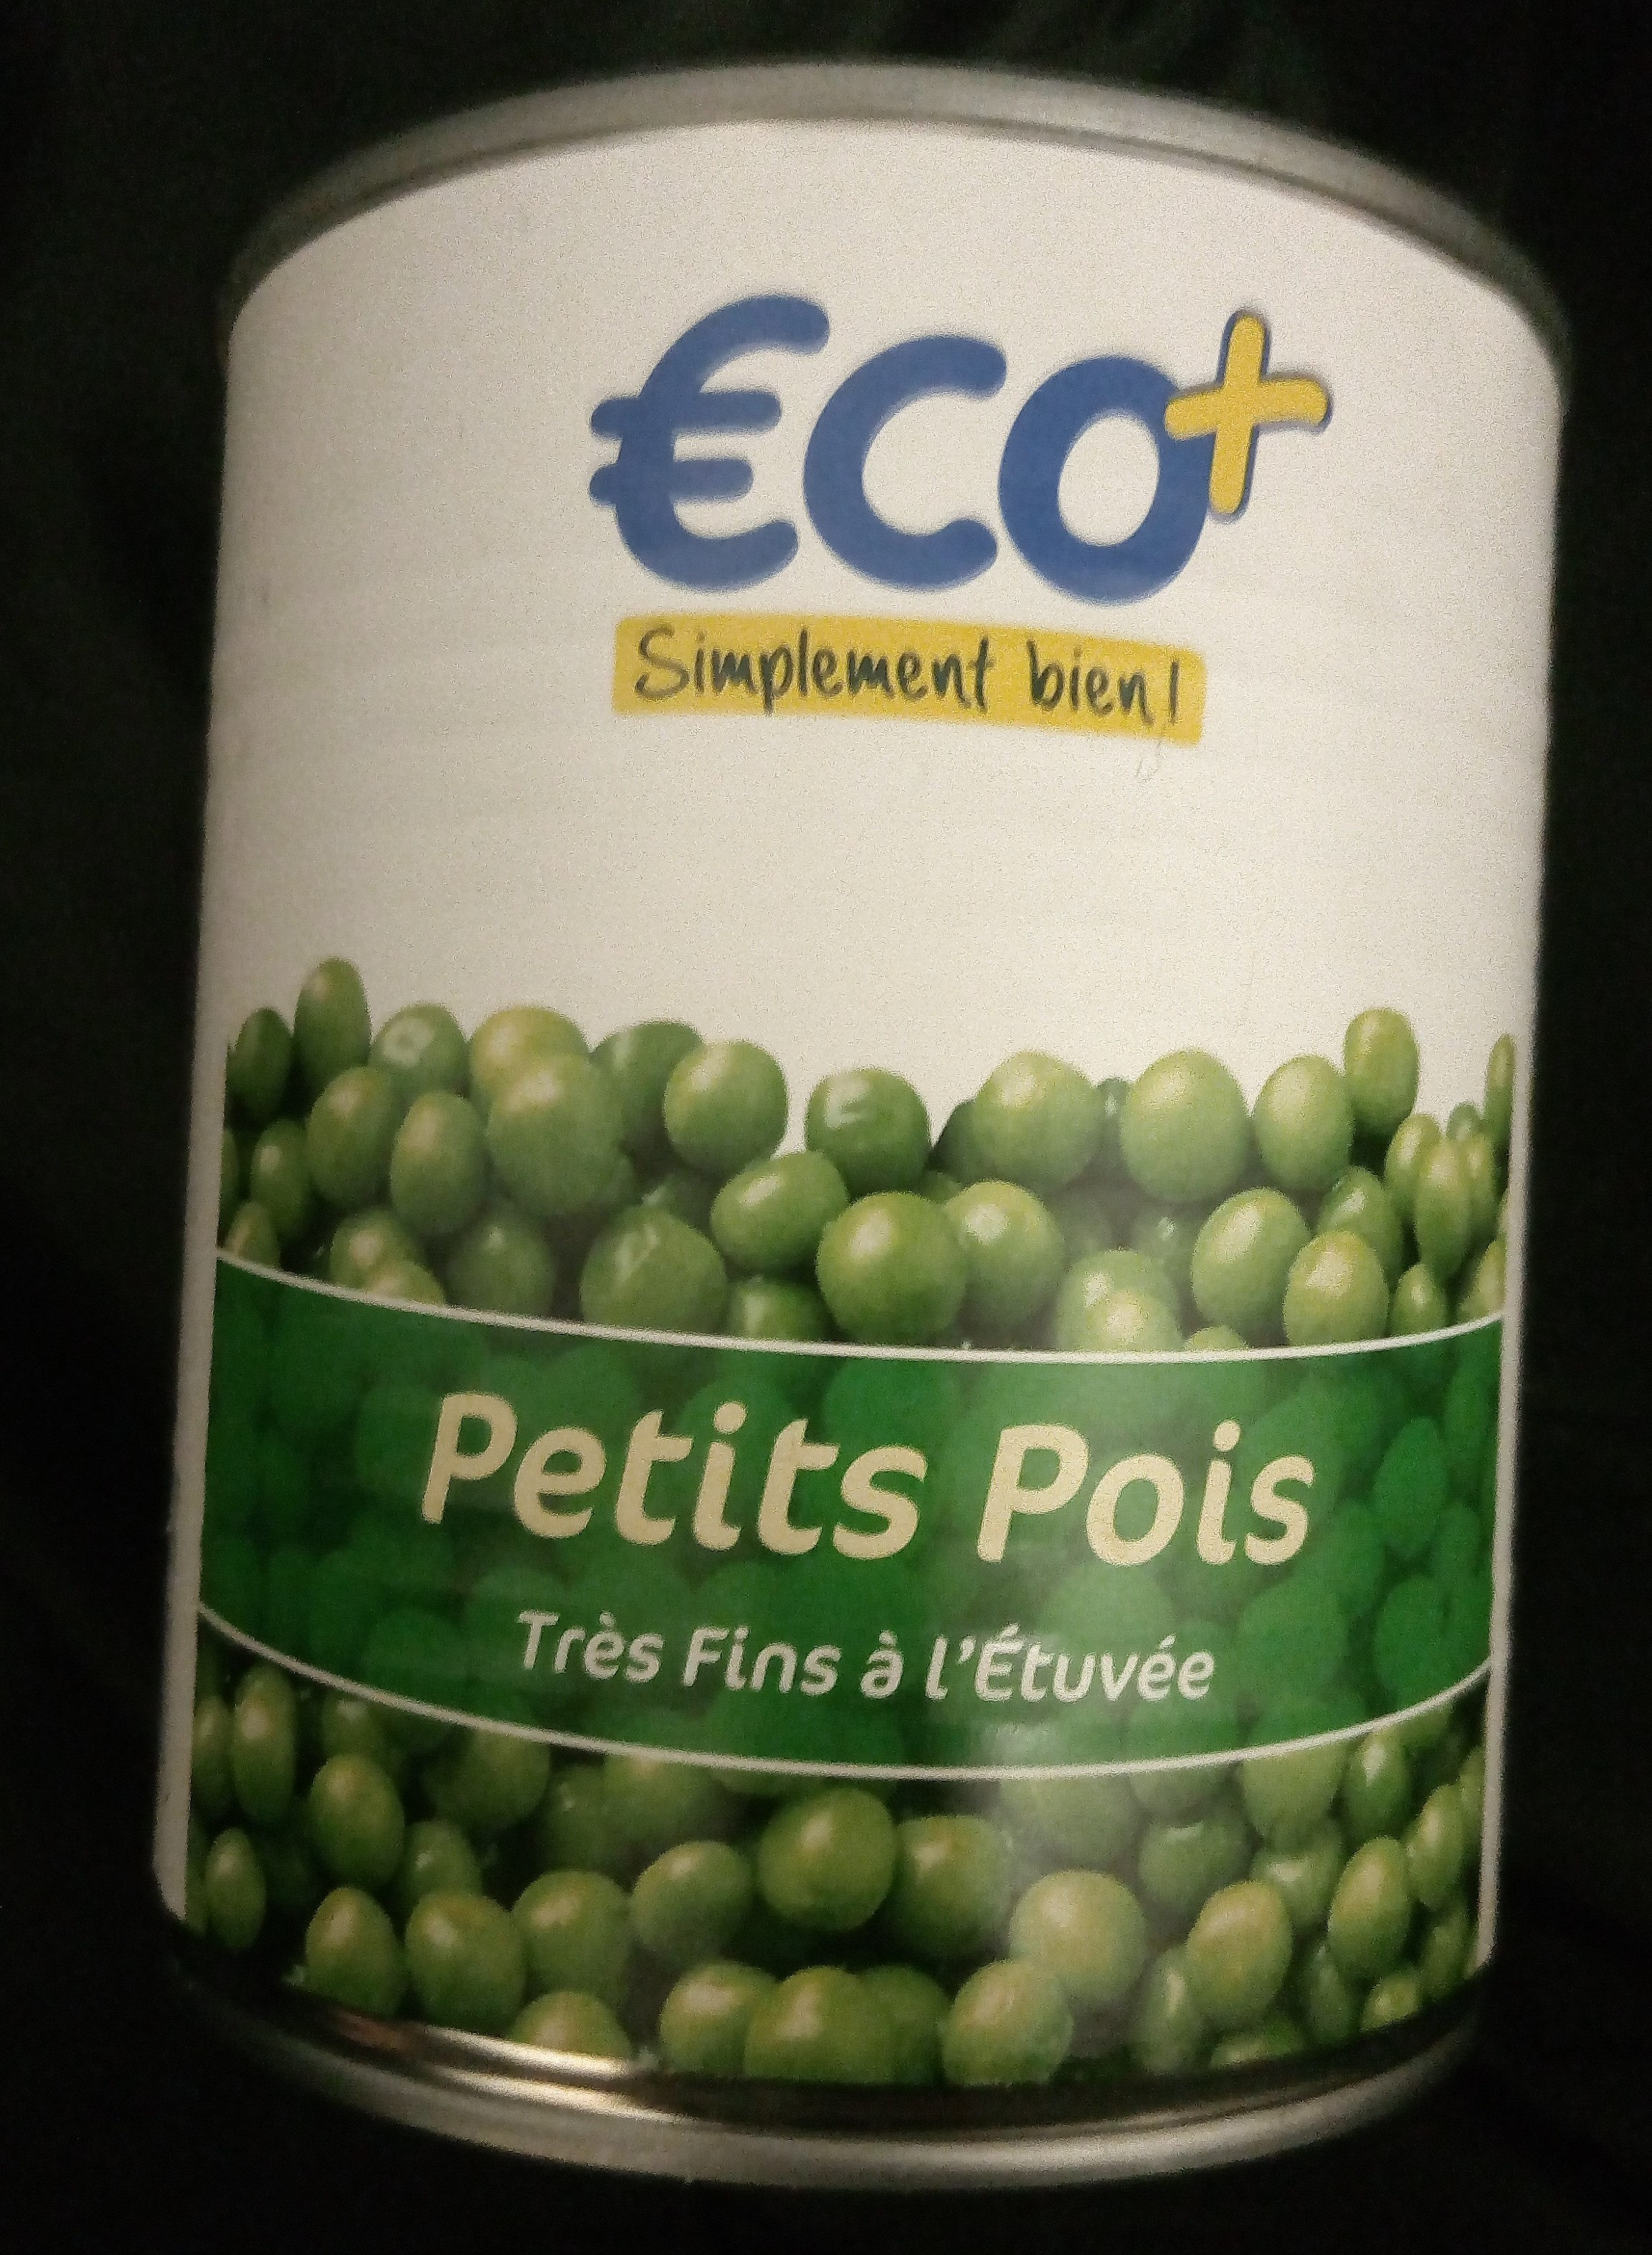 €co+
Simplement bien!
Petits Pois
Très Fins à l'Étuvée